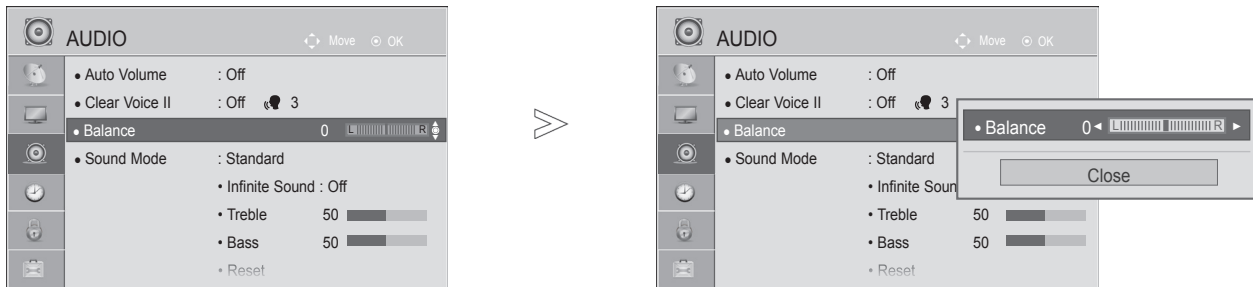 AUDIO
Move OK
• Auto Volume : Off
• Clear Voice II : Off 3
• Balance 0 L R
• Sound Mode : Standard
• Infinite Sound : Off
• Treble 50
• Bass 50
• Reset
>
AUDIO
Move OK
• Auto Volume : Off
• Clear Voice II : Off 3
• Balance
• Sound Mode : Standard
• Infinite Soun
• Treble 50
• Bass 50
• Reset
• Balance 0 L R
Close